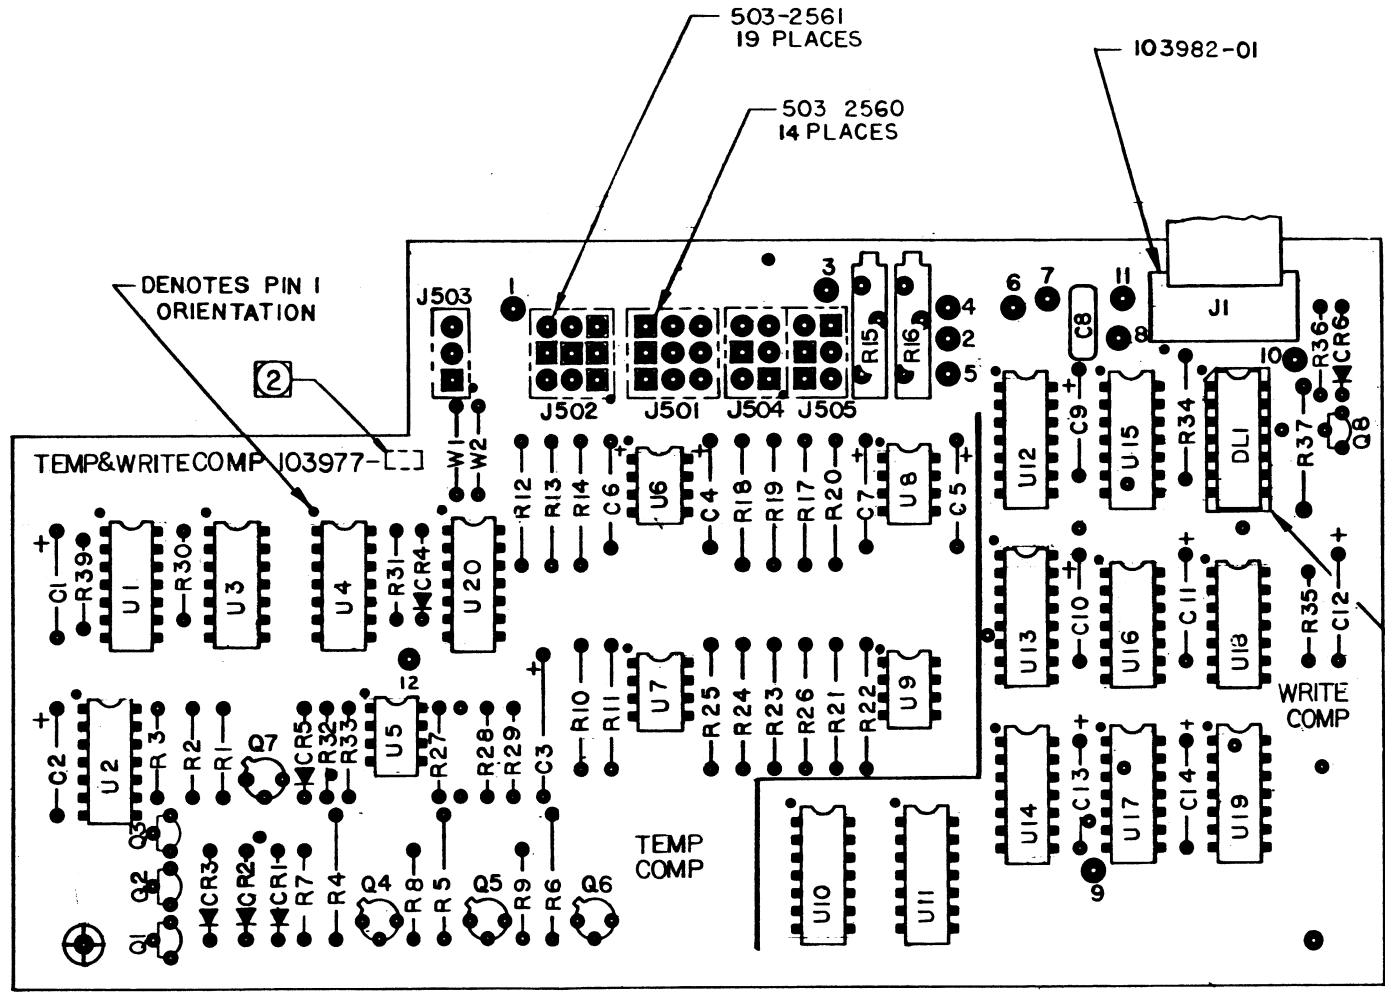 503-2561
19 PLACES
103982-01
503 2560
14 PLACES
DENOTES PIN 1
ORIENTATION
2
J503
1
3
6
7
11
J1
4
2
5
8
10
C8
R15
R16
R36
CR6
J502
J501
J504
J505
TEMP&WRITECOMP 103977-
W1
W2
R12
R13
R14
C6
U6
C4
R18
R19
R17
R20
C7
U8
C5
U12
C9
U15
R34
DL1
R37
Q8
C1
R39
U1
R30
U3
U4
R31
CR4
U20
U13
C10
U16
C11
U18
R35
C12
12
C2
U2
R3
R2
R1
Q7
CR5
R32
R33
U5
R27
R28
R29
C3
R10
R11
U7
R25
R24
R23
R26
R21
R22
U9
WRITE
COMP
U14
C13
U17
C14
U19
9
Q3
Q2
Q1
CR3
CR2
CR1
R7
R4
Q4
R8
R5
Q5
R9
R6
Q6
TEMP
COMP
U10
U11